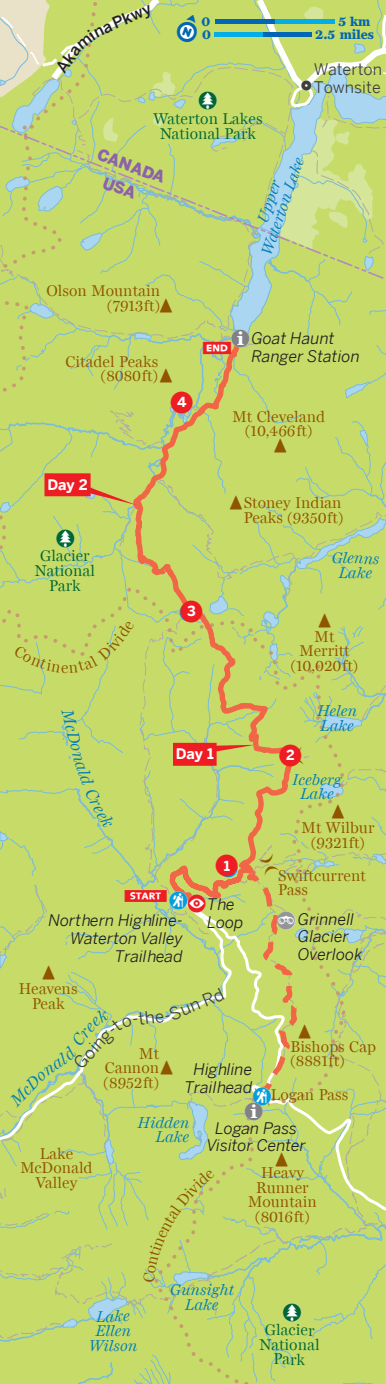 Akamina Pkwy
0 5 km
0 2.5 miles
N
Waterton
Townsite
Waterton Lakes
National Park
CANADA
USA
Upper
Waterton Lake
Olson Mountain
(7913ft)
END
Goat Haunt
Ranger Station
Citadel Peaks
(8080ft)
4
Mt Cleveland
(10,466ft)
Day 2
Stoney Indian
Peaks (9350ft)
Glacier
National
Park
Glenns
Lake
3
Continental Divide
Mt
Merritt
(10,020ft)
McDonald Creek
Helen
Lake
Day 1
2
Iceberg
Lake
Mt Wilbur
(9321ft)
1
Swiftcurrent
Pass
START
The
Loop
Northern Highline-
Waterton Valley
Trailhead
Grinnell
Glacier
Overlook
Heavens
Peak
Going-to-the-Sun Rd
McDonald Creek
Bishops Cap
(8881ft)
Mt
Cannon
(8952ft)
Highline
Trailhead
Logan Pass
Hidden
Lake
Logan Pass
Visitor Center
Lake
McDonald
Valley
Heavy
Runner
Mountain
(8016ft)
Continental Divide
Gunsight
Lake
Lake
Ellen
Wilson
Glacier
National
Park